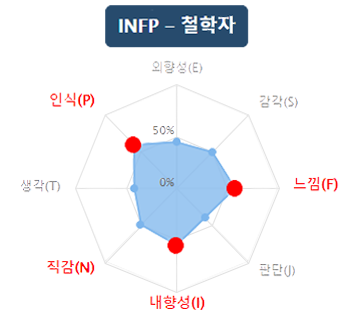 INFP – 철학자
외향성(E)
인식(P)
감각(S)
50%
생각(T)
0%
느낌(F)
직감(N)
판단(J)
내향성(I)